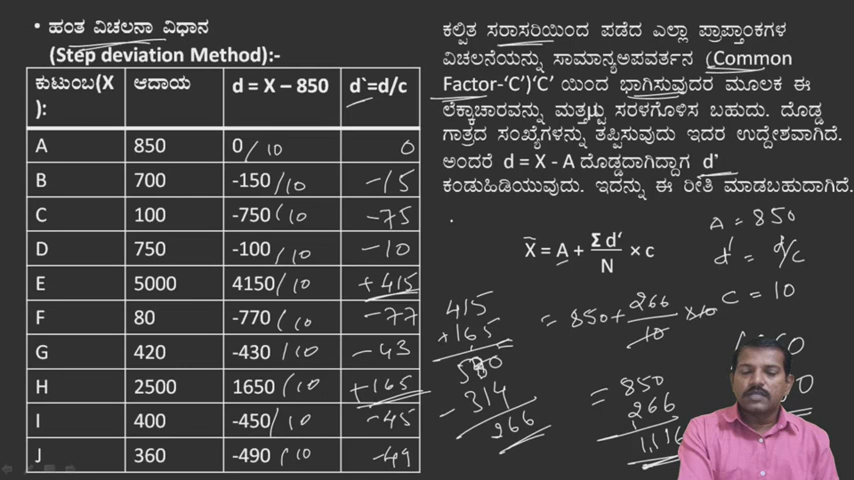 • ಹಂತ ವಿಚಲನಾ ವಿಧಾನ
(Step deviation Method):-
ಕುಟುಂಬ(X ಆದಾಯ d = X – 850 d`=d/c
):
A 850 0 /10 0
B 700 -150 /10 -15
C 100 -750 /10 -75
D 750 -100 /10 -10
E 5000 4150 /10 +415
F 80 -770 /10 -77
G 420 -430 /10 -43
H 2500 1650 /10 +165
I 400 -450 /10 -45
J 360 -490 /10 -49
ಕಲ್ಪಿತ ಸರಾಸರಿಯಿಂದ ಪಡೆದ ಎಲ್ಲಾ ಪ್ರಾಪ್ತಾಂಕಗಳ
ವಿಚಲನೆಯನ್ನು ಸಾಮಾನ್ಯಅಪವರ್ತನ (Common
Factor-‘C’)‘C’ ಯಿಂದ ಭಾಗಿಸುವುದರ ಮೂಲಕ ಈ
ಲೆಕ್ಕಾಚಾರವನ್ನು ಮತ್ತಷ್ಟು ಸರಳಗೊಳಿಸ ಬಹುದು. ದೊಡ್ಡ
ಗಾತ್ರದ ಸಂಖ್ಯೆಗಳನ್ನು ತಪ್ಪಿಸುವುದು ಇದರ ಉದ್ದೇಶವಾಗಿದೆ.
ಅಂದರೆ d = X - A ದೊಡ್ಡದಾಗಿದ್ದಾಗ d’
ಕಂಡುಹಿಡಿಯುವುದು. ಇದನ್ನು ಈ ರೀತಿ ಮಾಡಬಹುದಾಗಿದೆ.
X̄ = A + Σd‘/N × c
A = 850
d' = d/c
C = 10
= 850 + 266/10 × 10
415
+165
580
- 314
266
= 850
266
1,116